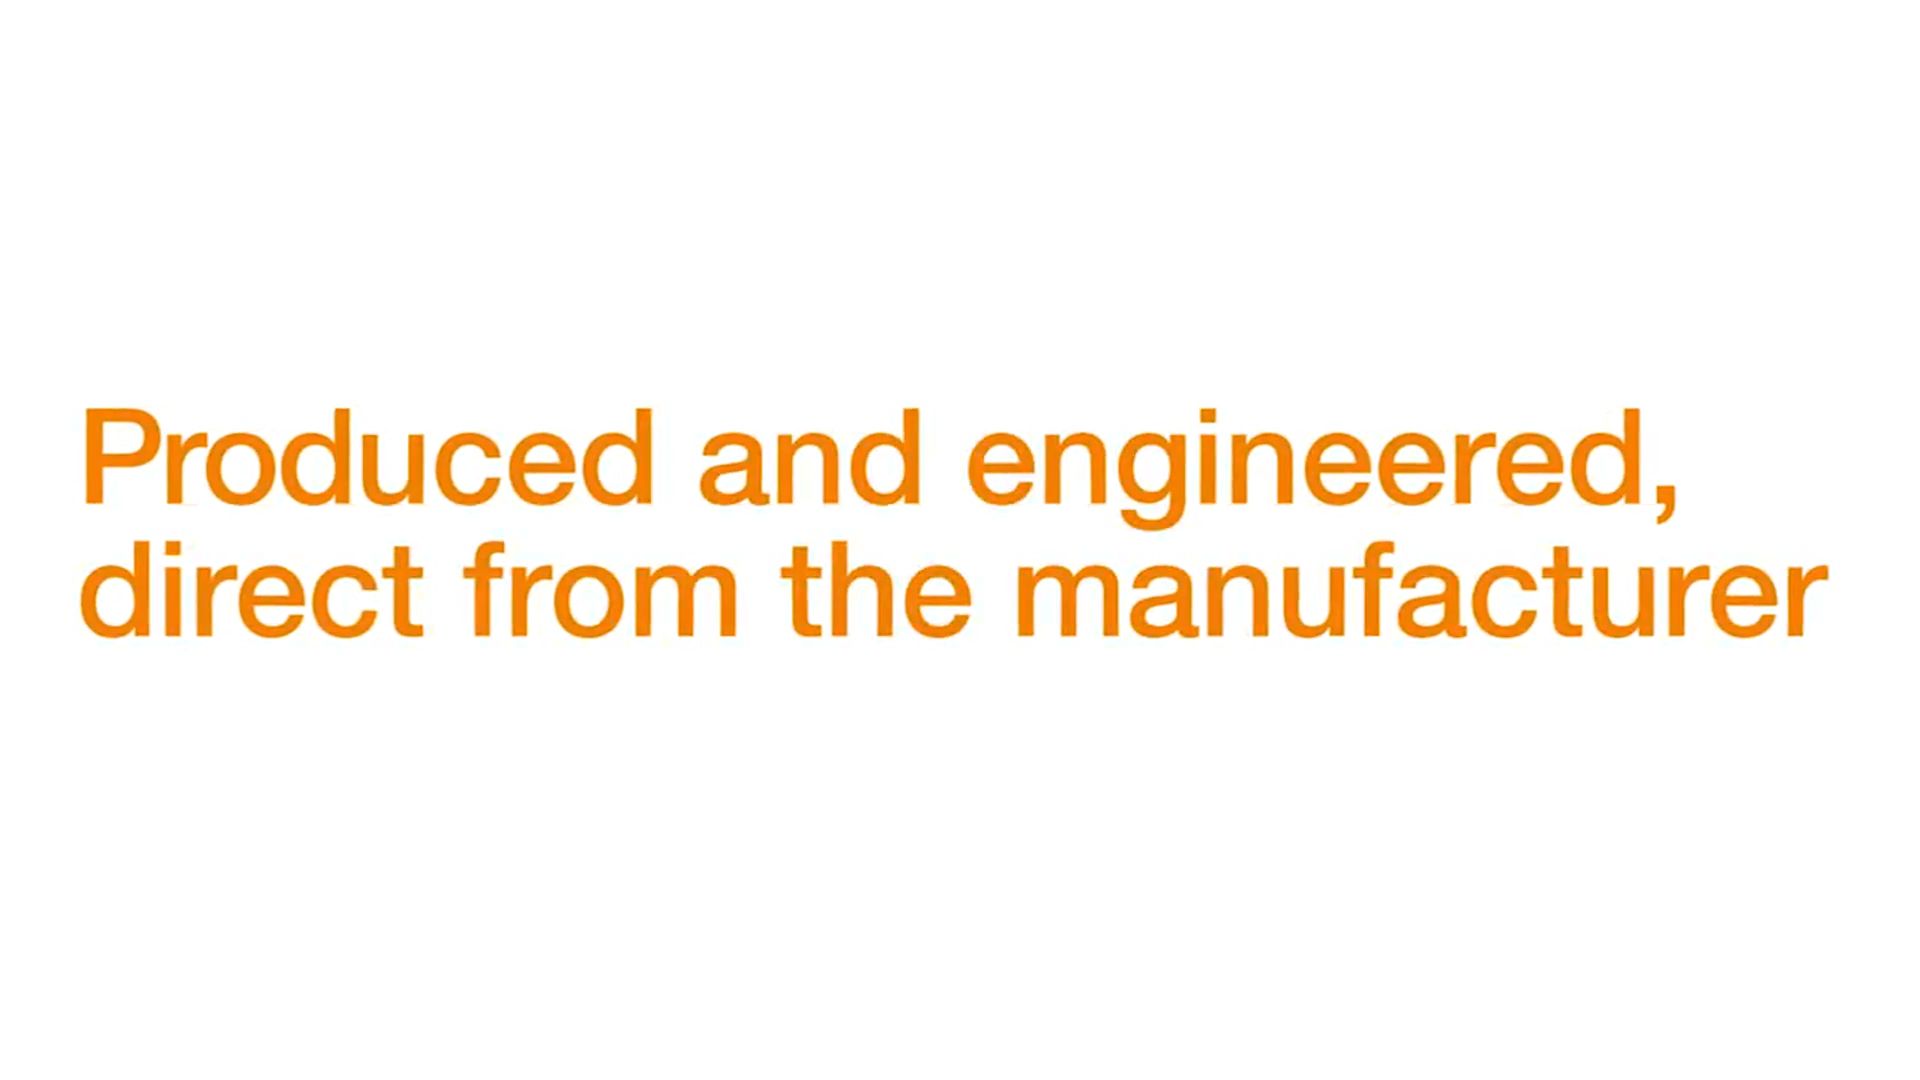 Produced and engineered,
direct from the manufacturer